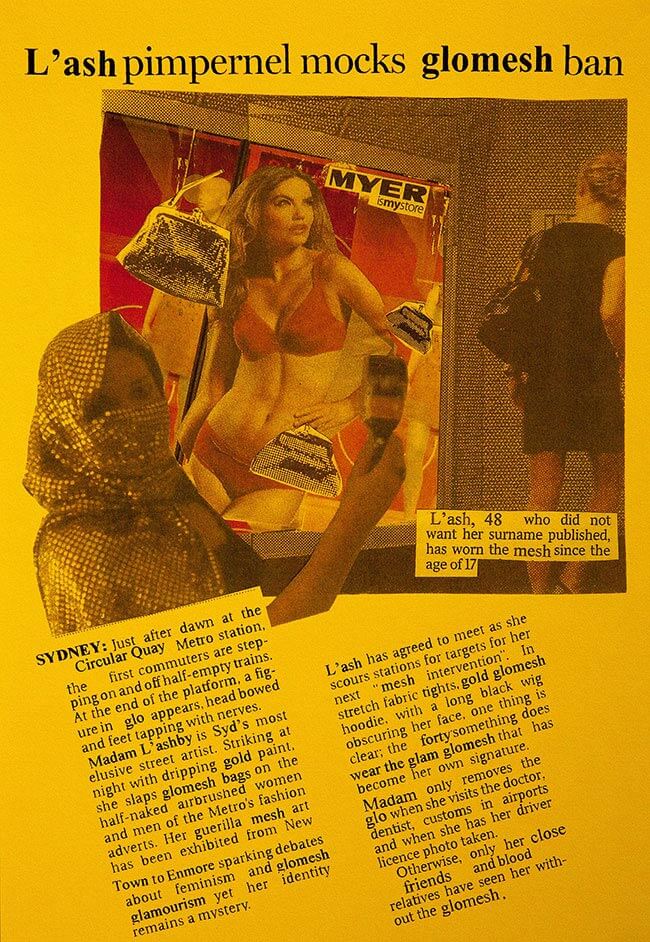 L'ash pimpernel mocks glomesh ban
MYER
is my store
L'ash, 48 who did not
want her surname published,
has worn the mesh since the
age of 17
SYDNEY: Just after dawn at the
Circular Quay Metro station,
the first commuters are step-
ping on and off half-empty trains.
At the end of the platform, a fig-
ure in glo appears, head bowed
and feet tapping with nerves.
Madam L'ashby is Syd's most
elusive street artist. Striking at
night with dripping gold paint,
she slaps glomesh bags on the
half-naked airbrushed women
and men of the Metro's fashion
adverts. Her guerilla mesh art
has been exhibited from New
Town to Enmore sparking debates
about feminism and glomesh
glamourism yet her identity
remains a mystery.
L'ash has agreed to meet as she
scours stations for targets for her
next "mesh intervention". In
stretch fabric tights, gold glomesh
hoodie, with a long black wig
obscuring her face, one thing is
clear; the fortysomething does
wear the glam glomesh that has
become her own signature.
Madam only removes the
glo when she visits the doctor,
dentist, customs in airports
and when she has her driver
licence photo taken.
Otherwise, only her close
friends and blood
relatives have seen her with-
out the glomesh.